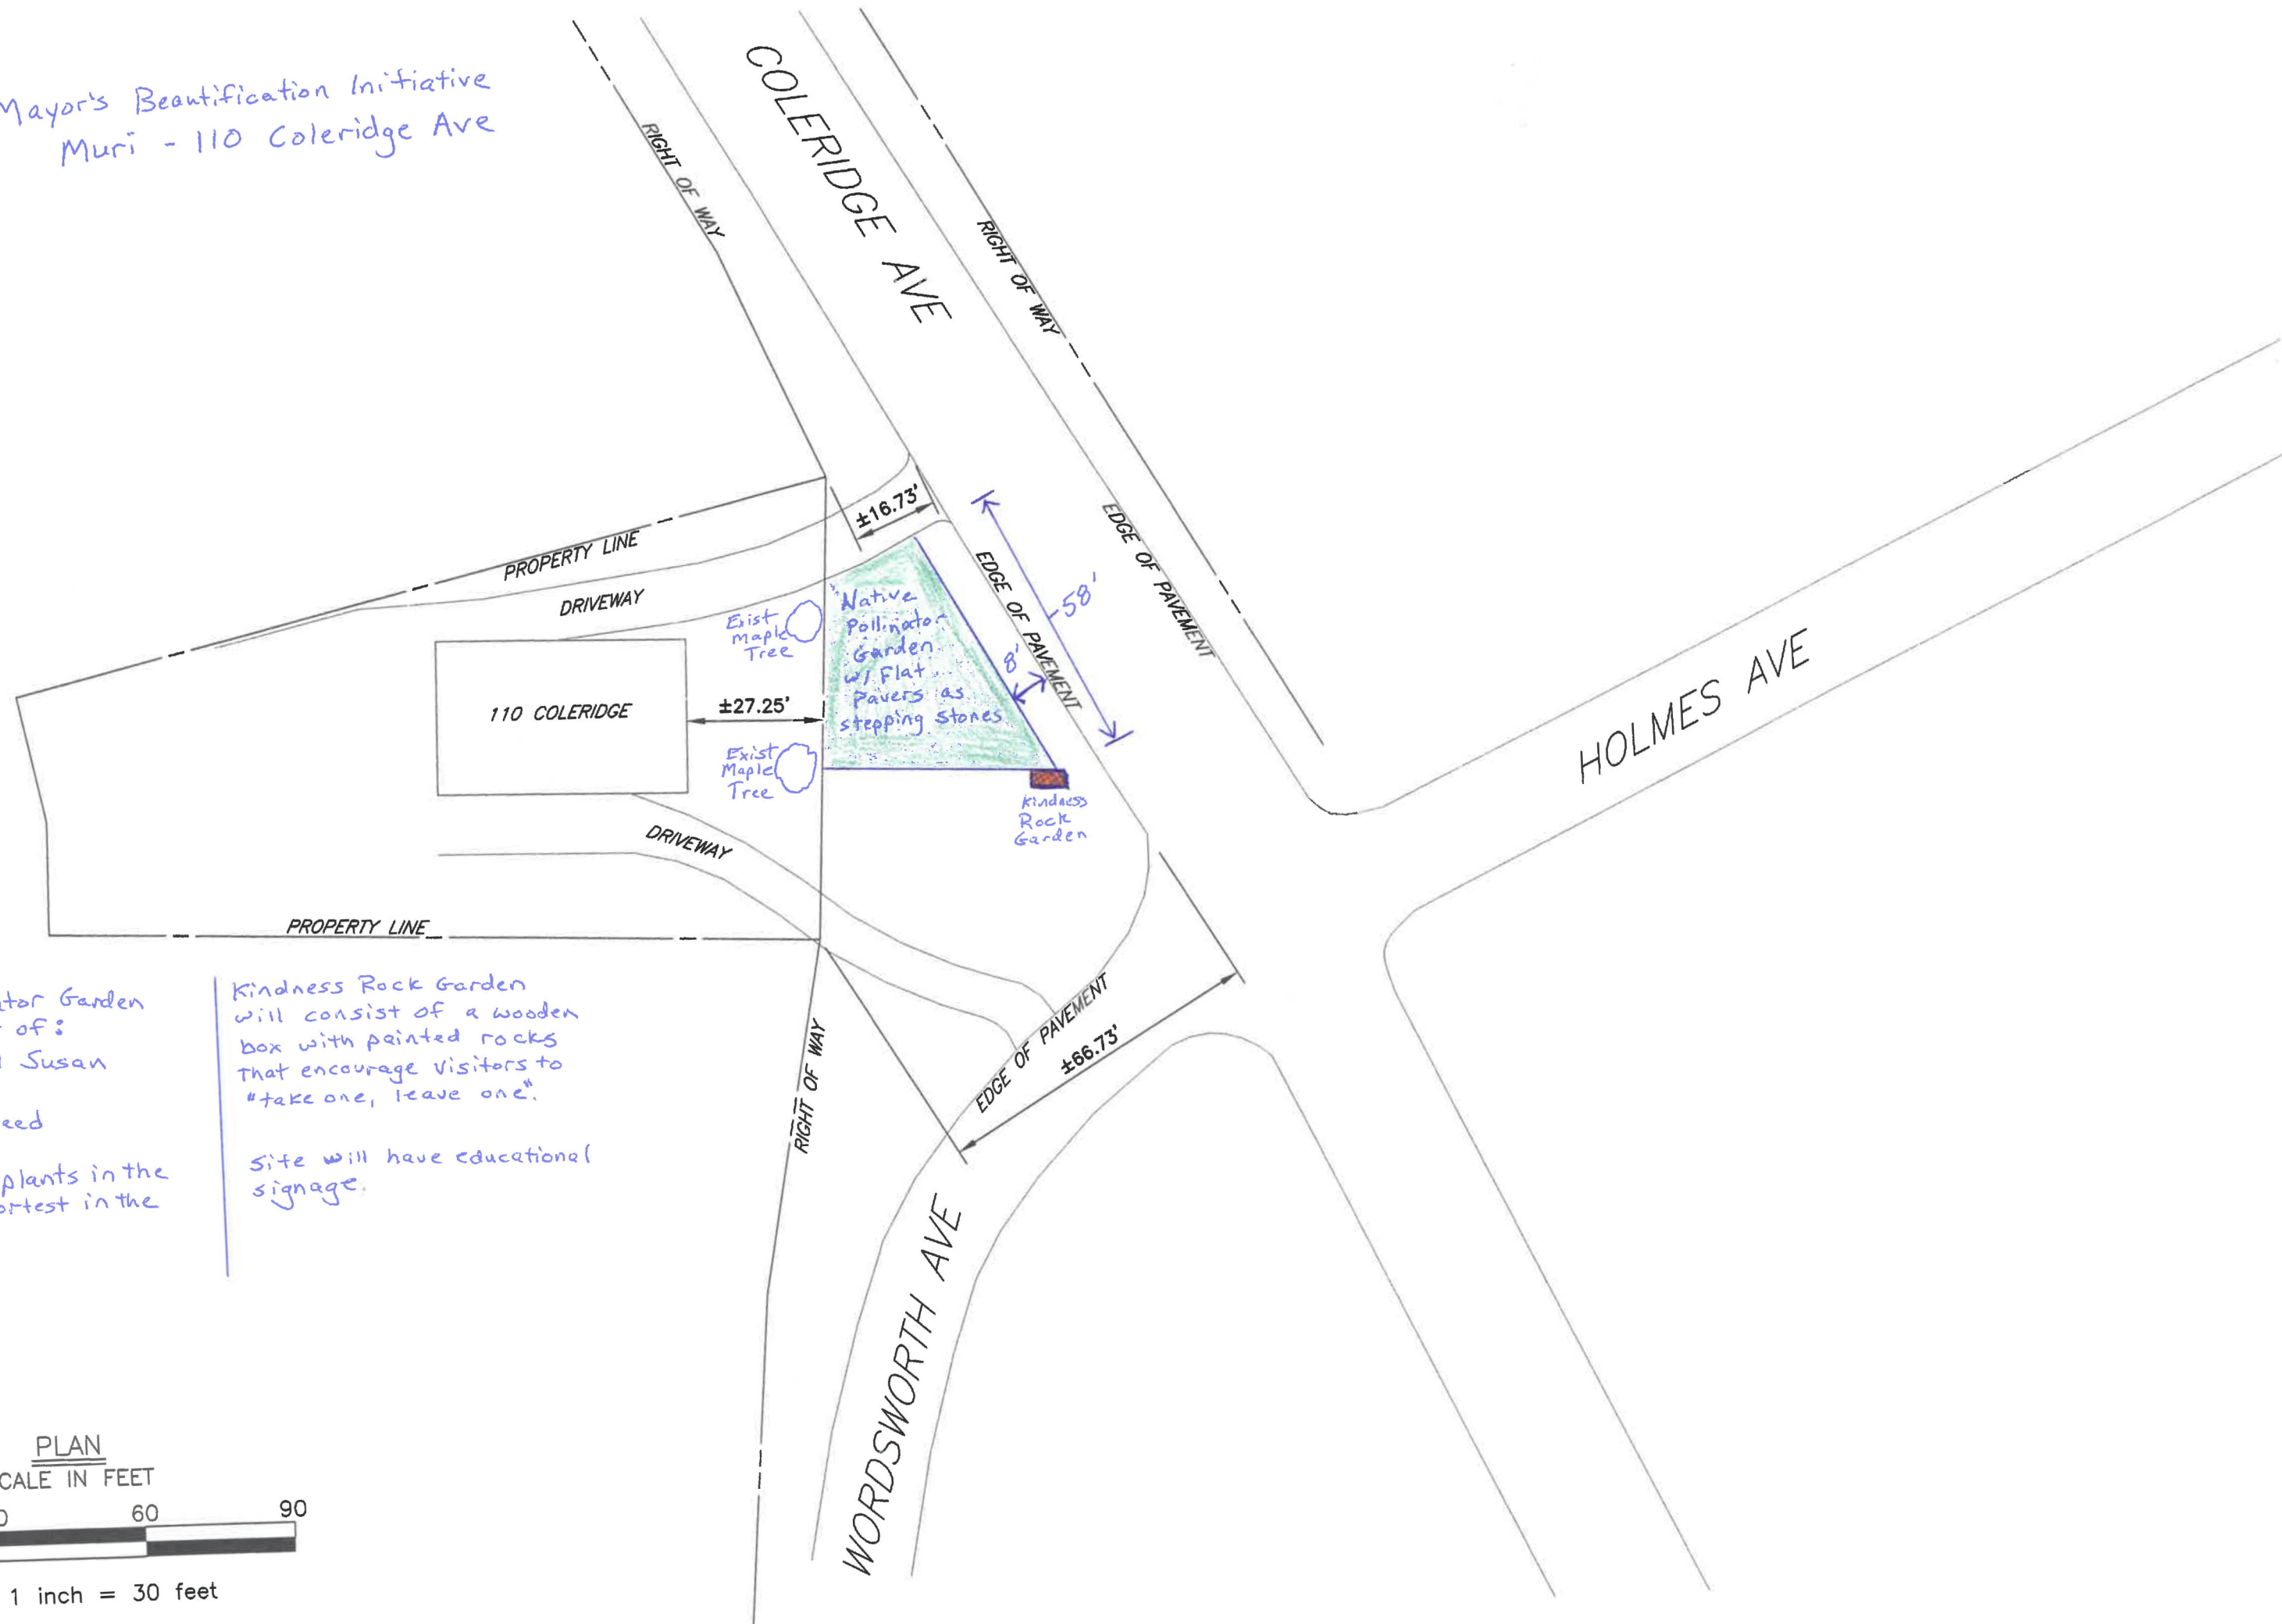 Mayor's Beautification Initiative
Muri - 110 Coleridge Ave
COLERIDGE AVE
RIGHT OF WAY
RIGHT OF WAY
±16.73'
EDGE OF PAVEMENT
58'
8'
EDGE OF PAVEMENT
PROPERTY LINE
DRIVEWAY
Exist
Maple
Tree
Native
Pollinator
Garden
w/ Flat
Pavers as
stepping stones
110 COLERIDGE
±27.25'
Exist
Maple
Tree
Kindness
Rock
Garden
HOLMES AVE
DRIVEWAY
PROPERTY LINE
RIGHT OF WAY
EDGE OF PAVEMENT
±66.73'
WORDSWORTH AVE
tor Garden
of:
Susan
eed
plants in the
ortest in the
Kindness Rock Garden
will consist of a wooden
box with painted rocks
that encourage visitors to
"take one, leave one".
Site will have educational
signage.
PLAN
CALE IN FEET
0 60 90
1 inch = 30 feet